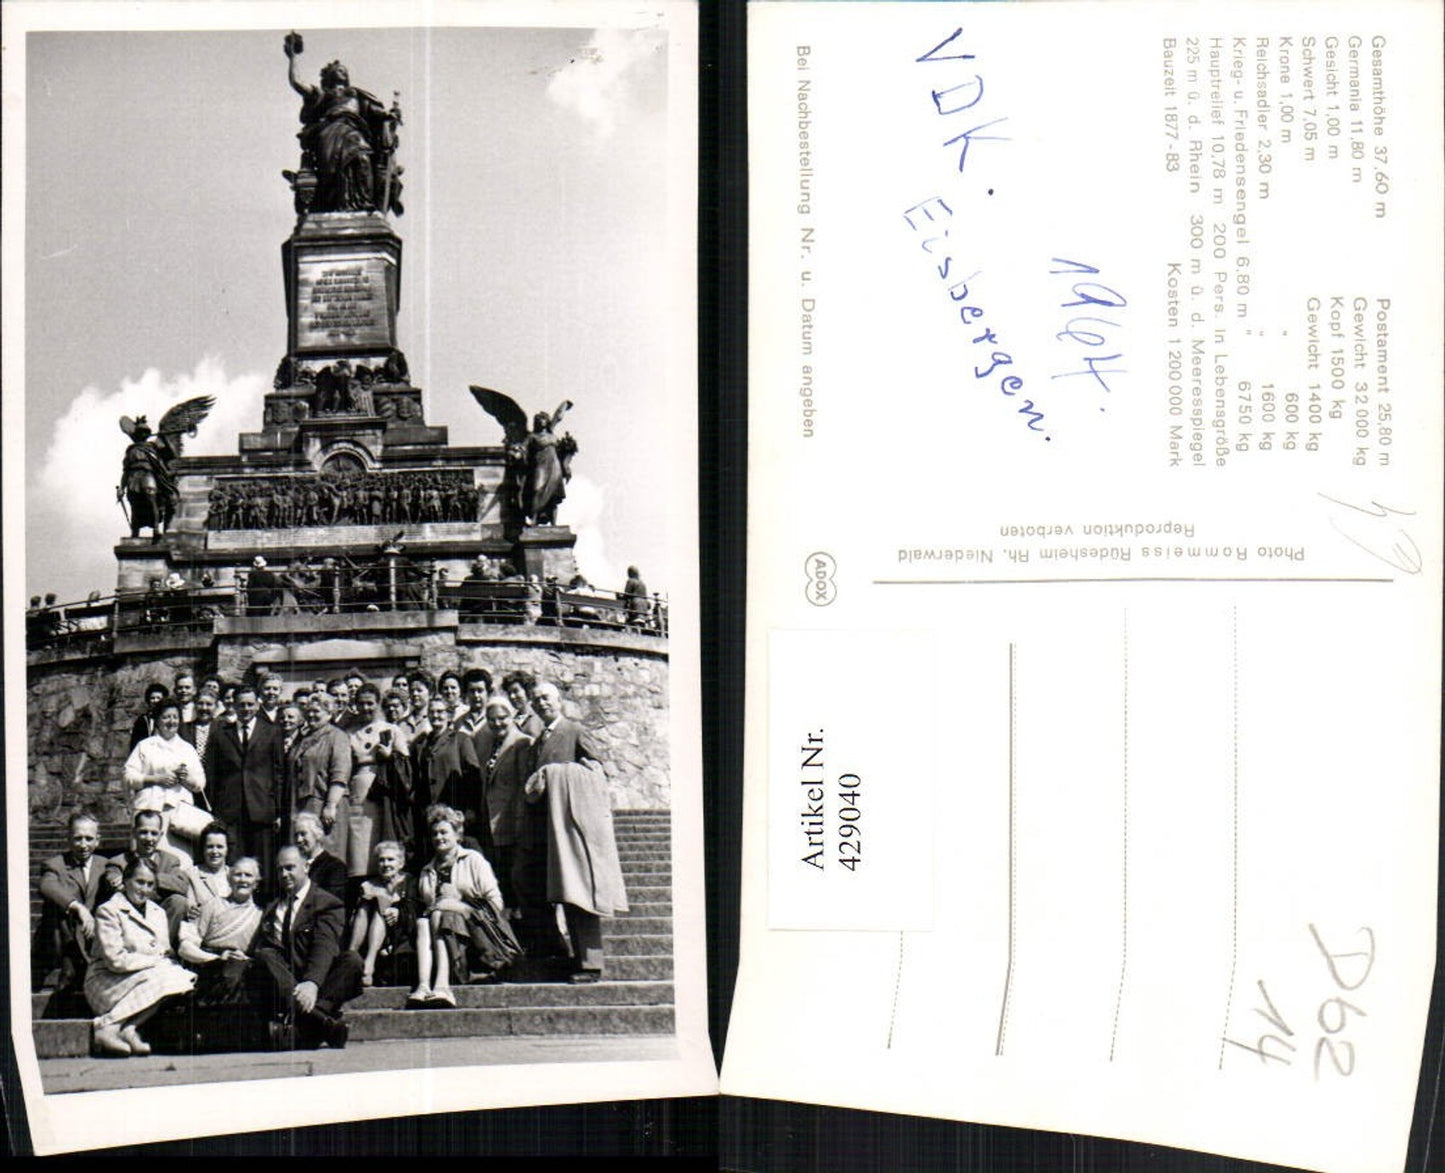 Gesamthöhe 37,60 m Postament 25,80 m
Germania 11,80 m Gewicht 32 000 kg
Gesicht 1,00 m Kopf 1500 kg
Schwert 7,05 m Gewicht 1400 kg
Krone 1,00 m " 600 kg
Reichsadler 2,30 m " 1600 kg
Krieg- u. Friedensengel 6,80 m " 6750 kg
Hauptrelief 10,78 m 200 Pers. in Lebensgröße
225 m ü. d. Rhein 300 m ü. d. Meeresspiegel
Bauzeit 1877-83 Kosten 1 200 000 Mark
1964.
VDK. Eisbergen.
Bei Nachbestellung Nr. u. Datum angeben
Photo Rommeiss Rüdesheim Rh. Niederwald
Reproduktion verboten
ADOX
Artikel Nr.
4290040
D62
14